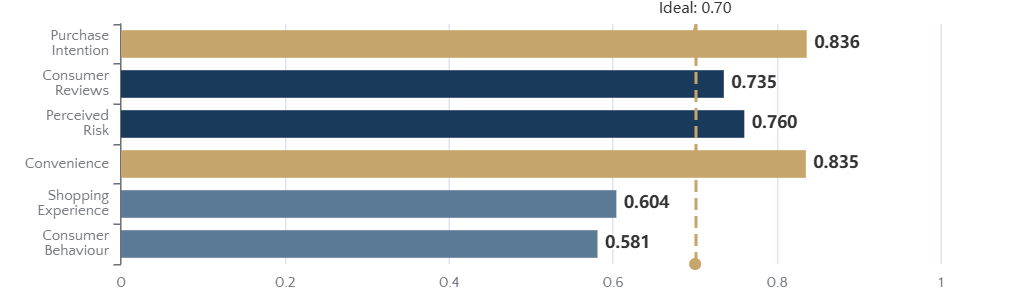 Ideal: 0.70
Purchase
Intention
0.836
Consumer
Reviews
0.735
Perceived
Risk
0.760
Convenience
0.835
Shopping
Experience
0.604
Consumer
Behaviour
0.581
0 0.2 0.4 0.6 0.8 1